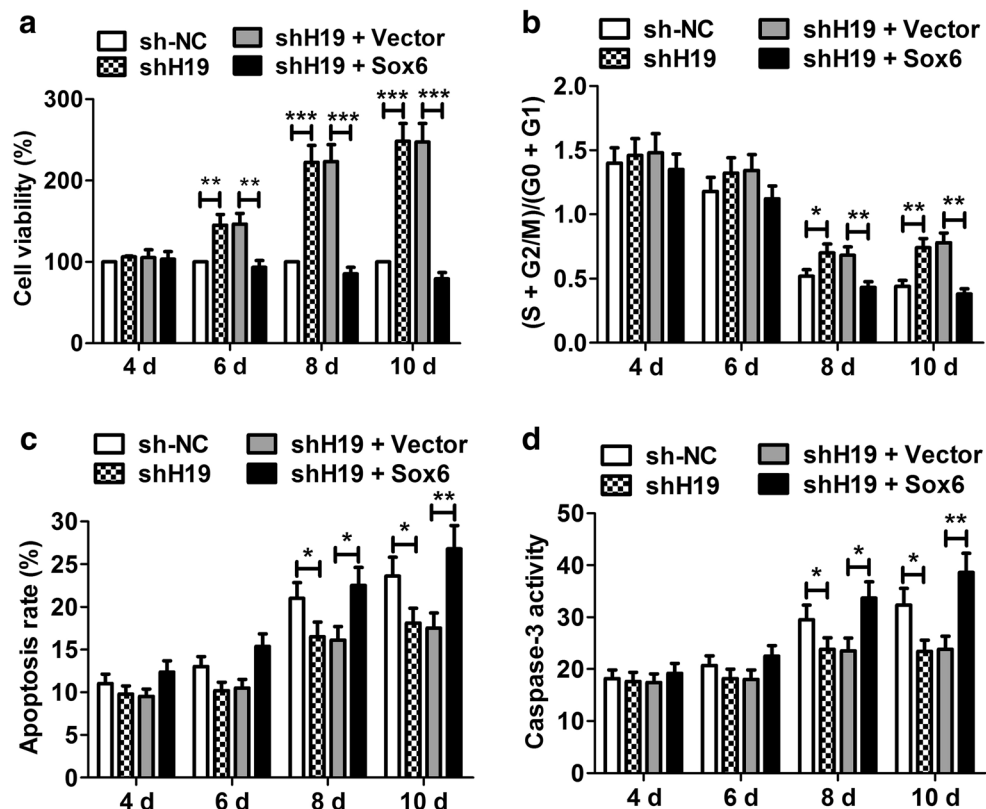 a
sh-NC shH19 + Vector
shH19 shH19 + Sox6
Cell viability (%)
300
200
100
0
** ** *** *** *** ***
4 d 6 d 8 d 10 d
b
sh-NC shH19 + Vector
shH19 shH19 + Sox6
(S + G2/M)/(G0 + G1)
2.0
1.5
1.0
0.5
0.0
* ** ** **
4 d 6 d 8 d 10 d
c
sh-NC shH19 + Vector
shH19 shH19 + Sox6
Apoptosis rate (%)
30
25
20
15
10
5
0
* * * **
4 d 6 d 8 d 10 d
d
sh-NC shH19 + Vector
shH19 shH19 + Sox6
Caspase-3 activity
50
40
30
20
10
0
* * * **
4 d 6 d 8 d 10 d